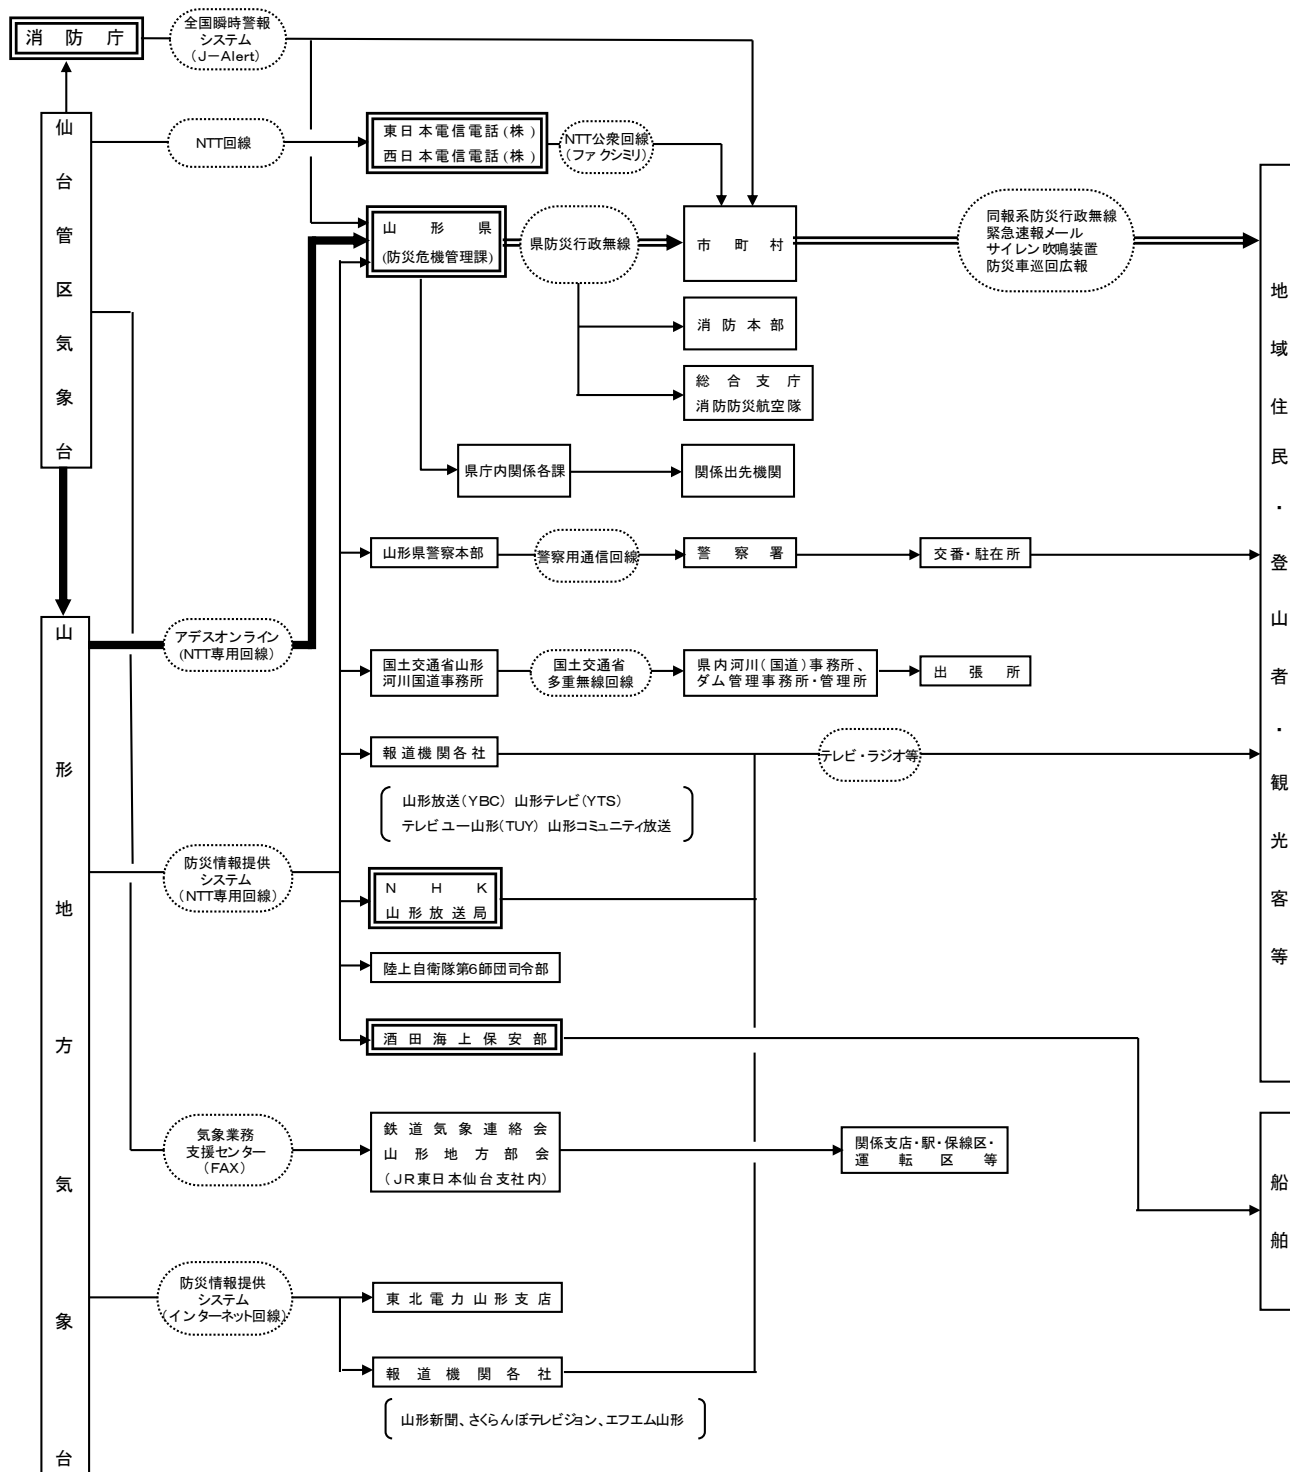 消防庁
全国瞬時警報
システム
(J-Alert)
仙台管区気象台
NTT回線
東日本電信電話(株)
西日本電信電話(株)
NTT公衆回線
(ファクシミリ)
山形県
(防災危機管理課)
県防災行政無線
市町村
同報系防災行政無線
緊急速報メール
サイレン吹鳴装置
防災車巡回広報
地域住民・登山者・観光客等
消防本部
総合支庁
消防防災航空隊
県庁内関係各課
関係出先機関
山形県警察本部
警察用通信回線
警察署
交番・駐在所
山形地方気象台
アデスオンライン
(NTT専用回線)
国土交通省山形
河川国道事務所
国土交通省
多重無線回線
県内河川(国道)事務所、
ダム管理事務所・管理所
出張所
報道機関各社
テレビ・ラジオ等
山形放送(YBC) 山形テレビ(YTS)
テレビユー山形(TUY) 山形コミュニティ放送
防災情報提供
システム
(NTT専用回線)
NHK
山形放送局
陸上自衛隊第6師団司令部
酒田海上保安部
気象業務
支援センター
(FAX)
鉄道気象連絡会
山形地方部会
(JR東日本仙台支社内)
関係支店・駅・保線区・
運転区等
船舶
防災情報提供
システム
(インターネット回線)
東北電力山形支店
報道機関各社
山形新聞、さくらんぼテレビジョン、エフエム山形